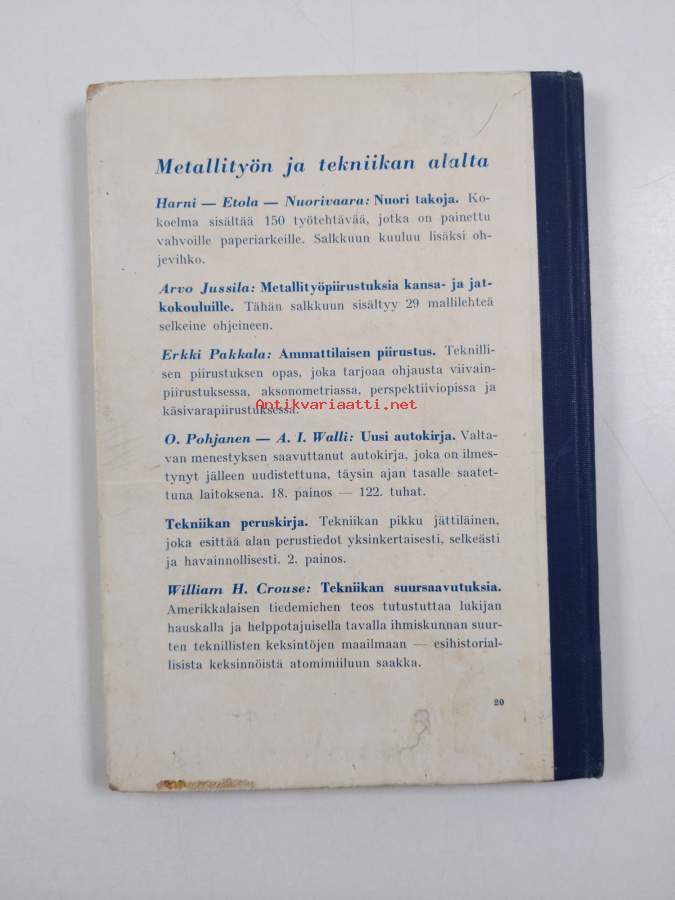 Metallityön ja tekniikan alalta
Harni — Etola — Nuorivaara: Nuori takoja. Ko-
koelma sisältää 150 työtehtävää, jotka on painettu
vahvoille paperiarkeille. Salkkuun kuuluu lisäksi oh-
jevihko.
Arvo Jussila: Metallityöpiirustuksia kansa- ja jat-
kokouluille. Tähän salkkuun sisältyy 29 mallilehteä
selkeine ohjeineen.
Erkki Pakkala: Ammattilaisen piirustus. Teknilli-
sen piirustuksen opas, joka tarjoaa ohjausta viivain-
piirustuksessa, aksonometriassa, perspektiiviopissa ja
käsivarapiirustuksessa.
Antikvariaatti.net
O. Pohjanen — A. I. Walli: Uusi autokirja. Valta-
van menestyksen saavuttanut autokirja, joka on ilmes-
tynyt jälleen uudistettuna, täysin ajan tasalle saatet-
tuna laitoksena. 18. painos — 122. tuhat.
Tekniikan peruskirja. Tekniikan pikku jättiläinen,
joka esittää alan perustiedot yksinkertaisesti, selkeästi
ja havainnollisesti. 2. painos.
William H. Crouse: Tekniikan suursaavutuksia.
Amerikkalaisen tiedemiehen teos tutustuttaa lukijan
hauskalla ja helppotajuisella tavalla ihmiskunnan suur-
ten teknillisten keksintöjen maailmaan — esihistorial-
lisista keksinnöistä atomimiiluun saakka.
20